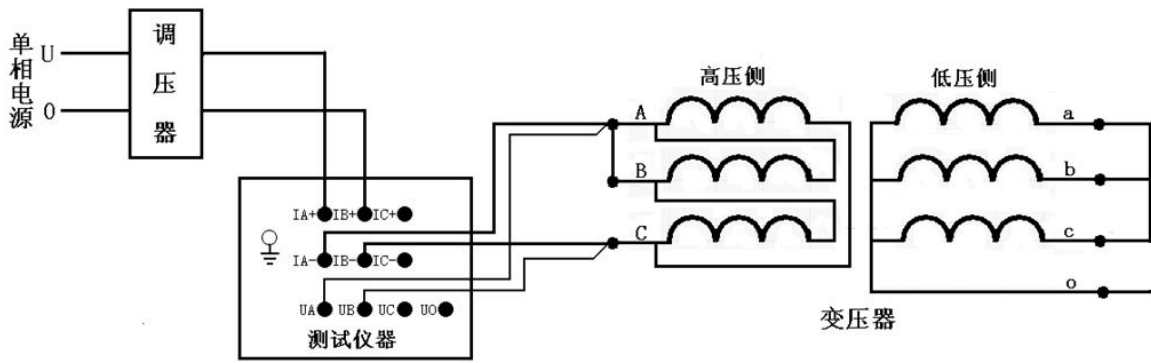 单相电源
U
0
调压器
高压侧
低压侧
A
B
C
a
b
c
o
IA+ IB+ IC+
IA- IB- IC-
UA UB UC UO
测试仪器
变压器